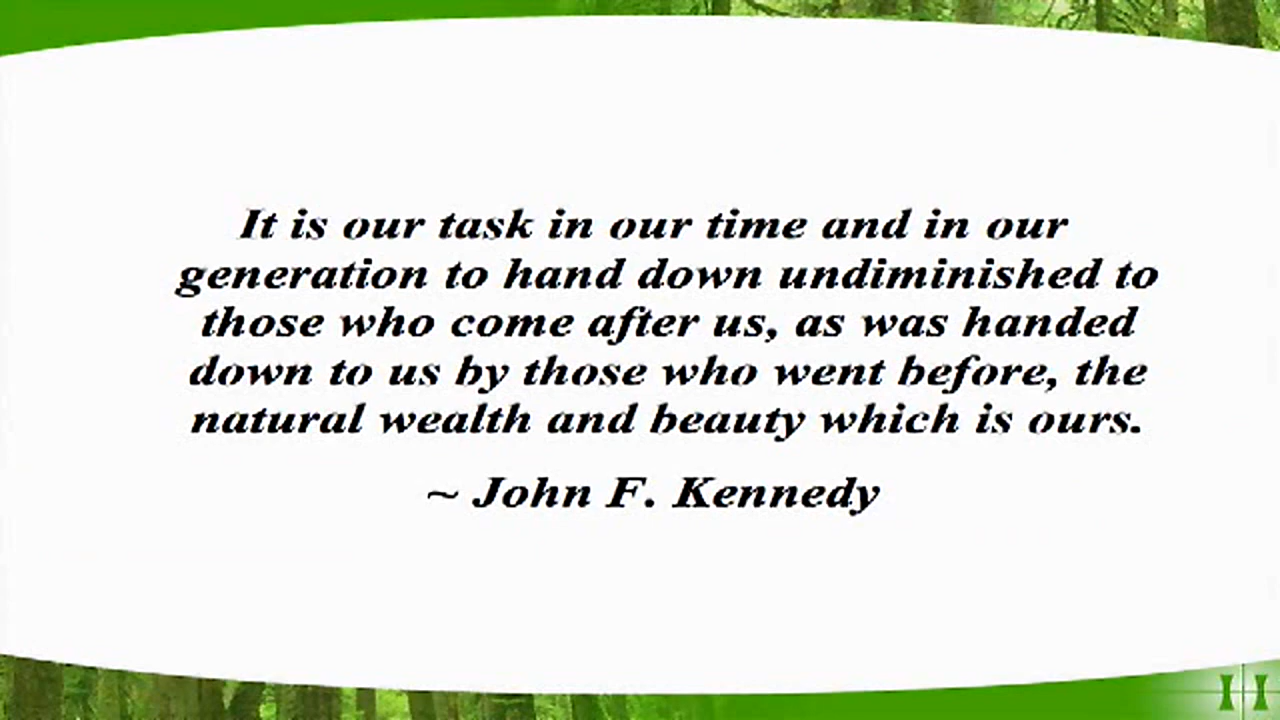 It is our task in our time and in our
generation to hand down undiminished to
those who come after us, as was handed
down to us by those who went before, the
natural wealth and beauty which is ours.
~ John F. Kennedy